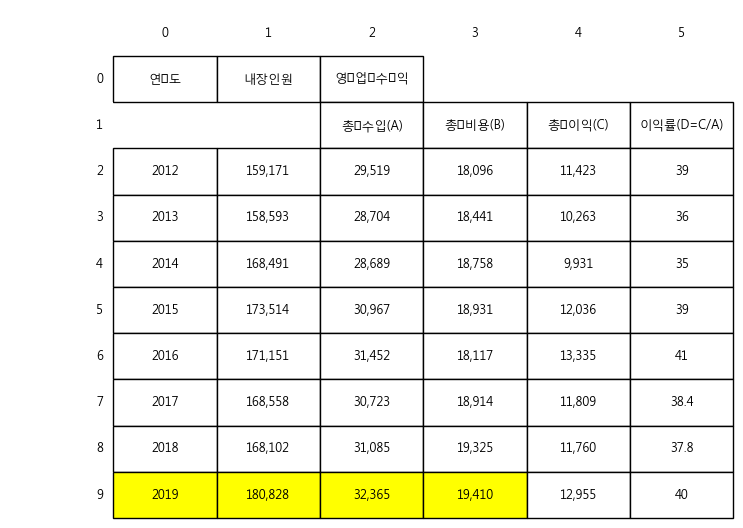 0 1 2 3 4 5
0 연□도 내장인원 영□업□수□익
1 총□수입(A) 총□비용(B) 총□이익(C) 이익률(D=C/A)
2 2012 159,171 29,519 18,096 11,423 39
3 2013 158,593 28,704 18,441 10,263 36
4 2014 168,491 28,689 18,758 9,931 35
5 2015 173,514 30,967 18,931 12,036 39
6 2016 171,151 31,452 18,117 13,335 41
7 2017 168,558 30,723 18,914 11,809 38.4
8 2018 168,102 31,085 19,325 11,760 37.8
9 2019 180,828 32,365 19,410 12,955 40